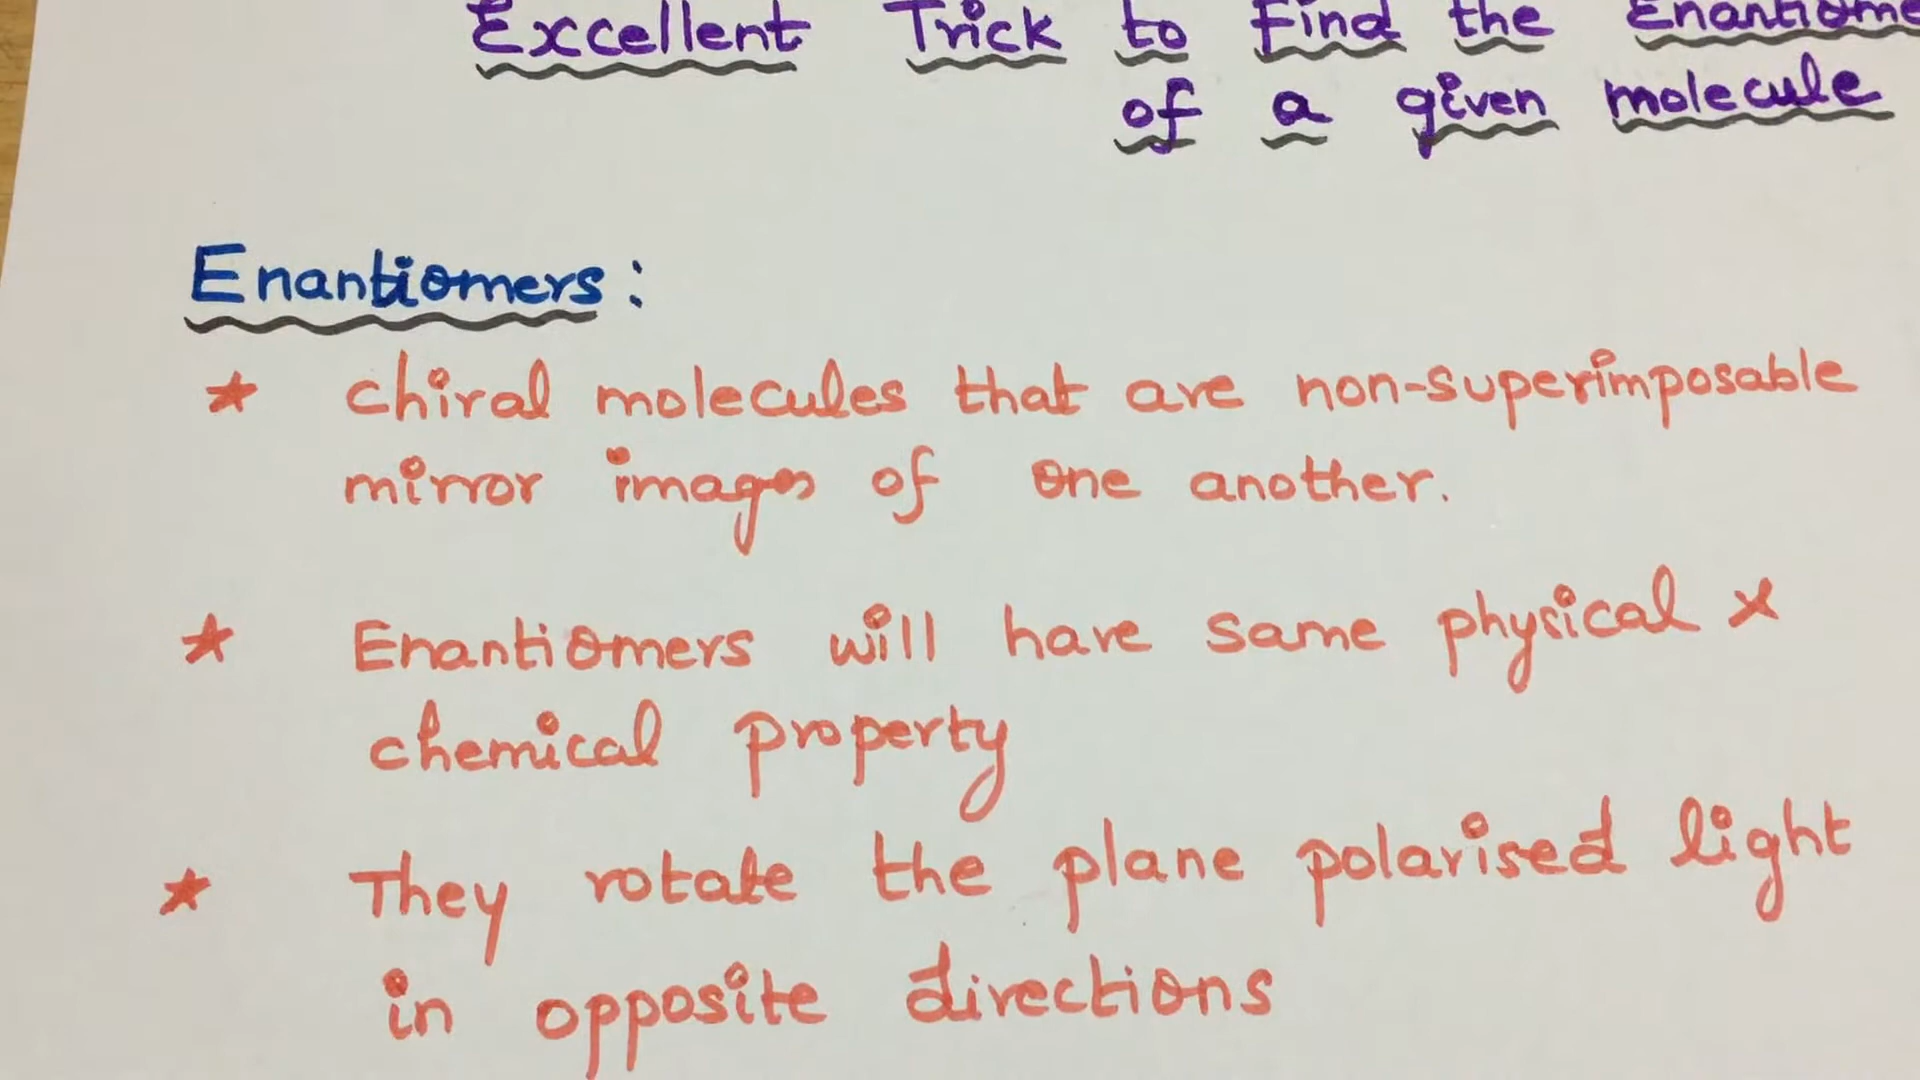 Excellent Trick to Find the Enantiome
of a given molecule
Enantiomers:
* chiral molecules that are non-superimposable
mirror images of one another.
* Enantiomers will have same physical &
chemical property
* They rotate the plane polarised light
in opposite directions